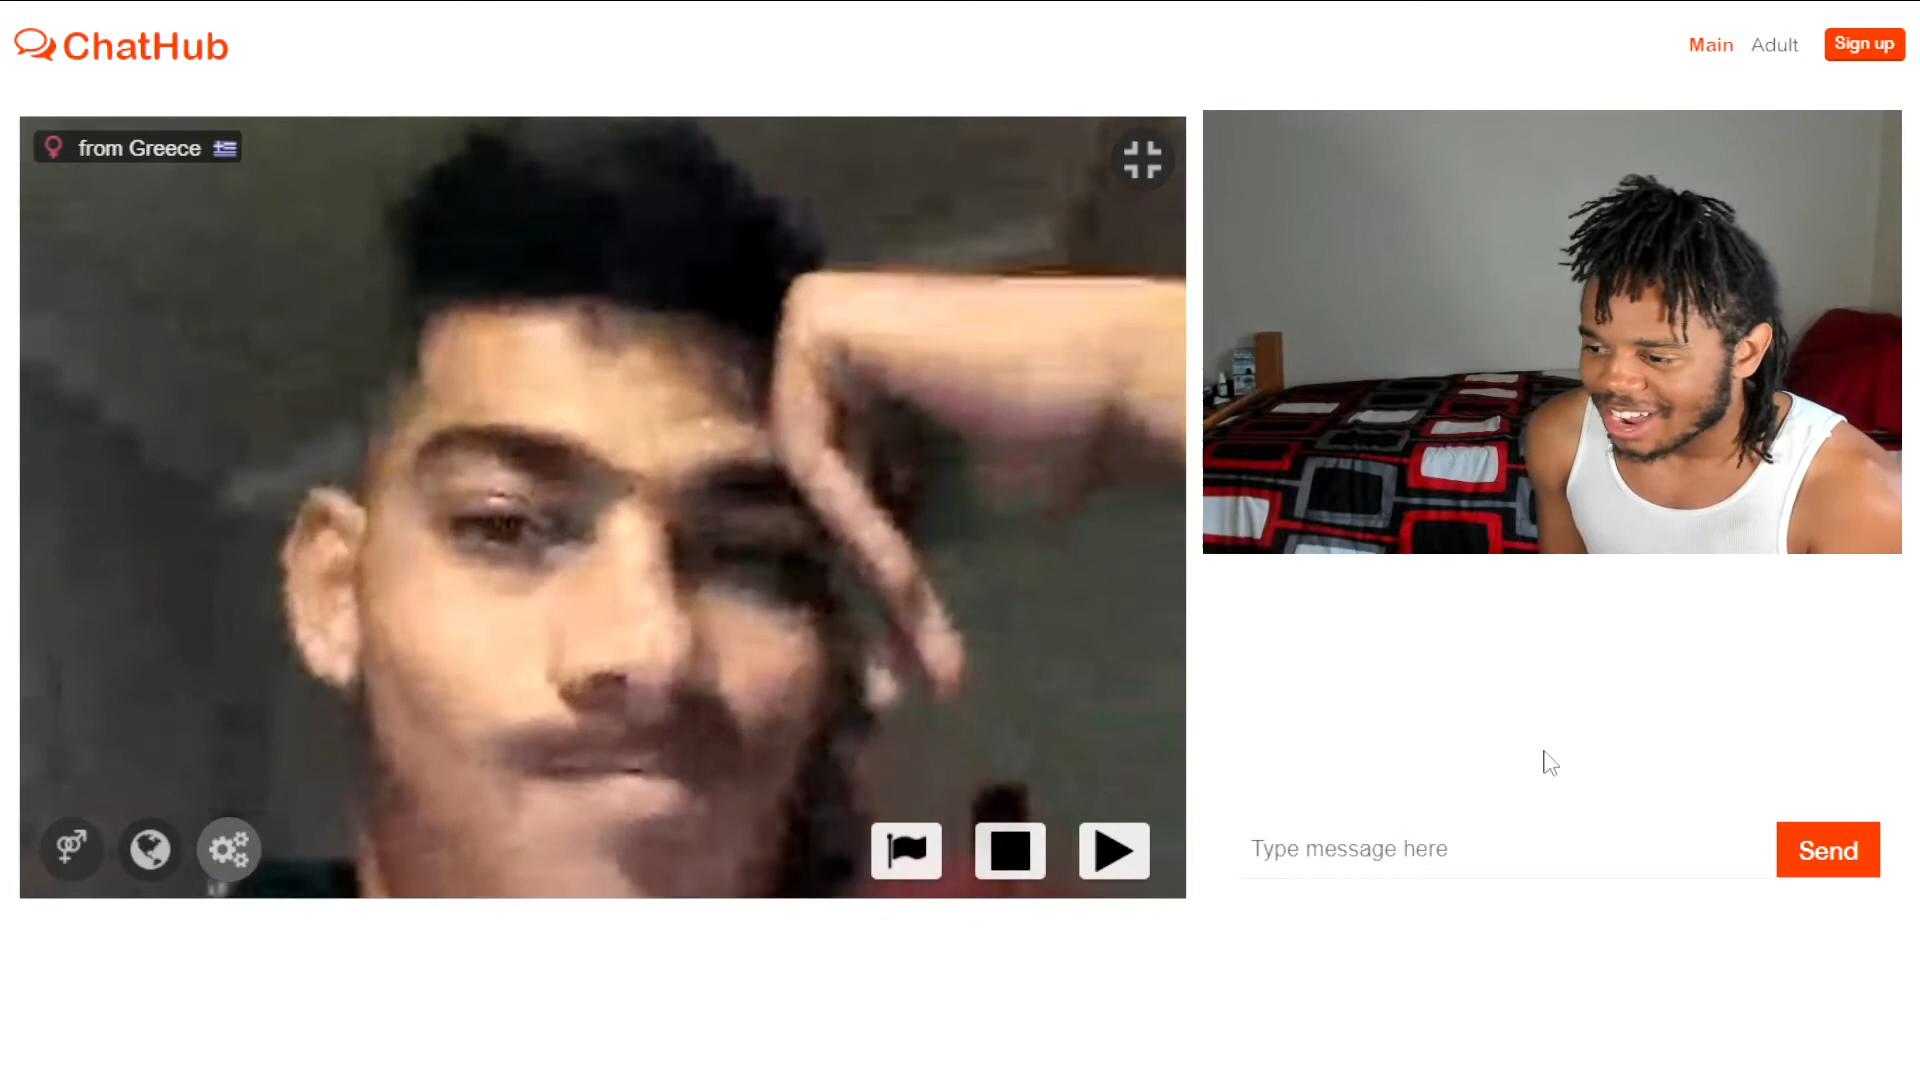 ChatHub
Main Adult Sign up
from Greece
Type message here
Send